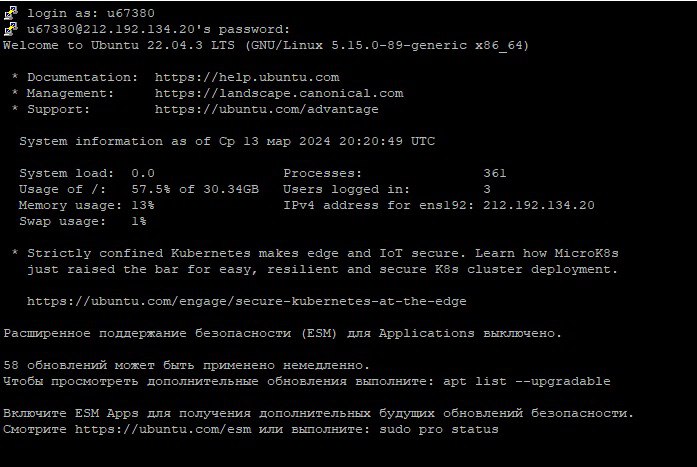 login as: u67380
u67380@212.192.134.20's password:
Welcome to Ubuntu 22.04.3 LTS (GNU/Linux 5.15.0-89-generic x86_64)
* Documentation:  https://help.ubuntu.com
* Management:     https://landscape.canonical.com
* Support:        https://ubuntu.com/advantage
System information as of Ср 13 мар 2024 20:20:49 UTC
System load:  0.0                Processes:               361
Usage of /:   57.5% of 30.34GB   Users logged in:         3
Memory usage: 13%                IPv4 address for ens192: 212.192.134.20
Swap usage:   1%
* Strictly confined Kubernetes makes edge and IoT secure. Learn how MicroK8s
just raised the bar for easy, resilient and secure K8s cluster deployment.
https://ubuntu.com/engage/secure-kubernetes-at-the-edge
Расширенное поддержание безопасности (ESM) для Applications выключено.
58 обновлений может быть применено немедленно.
Чтобы просмотреть дополнительные обновления выполните: apt list --upgradable
Включите ESM Apps для получения дополнительных будущих обновлений безопасности.
Смотрите https://ubuntu.com/esm или выполните: sudo pro status